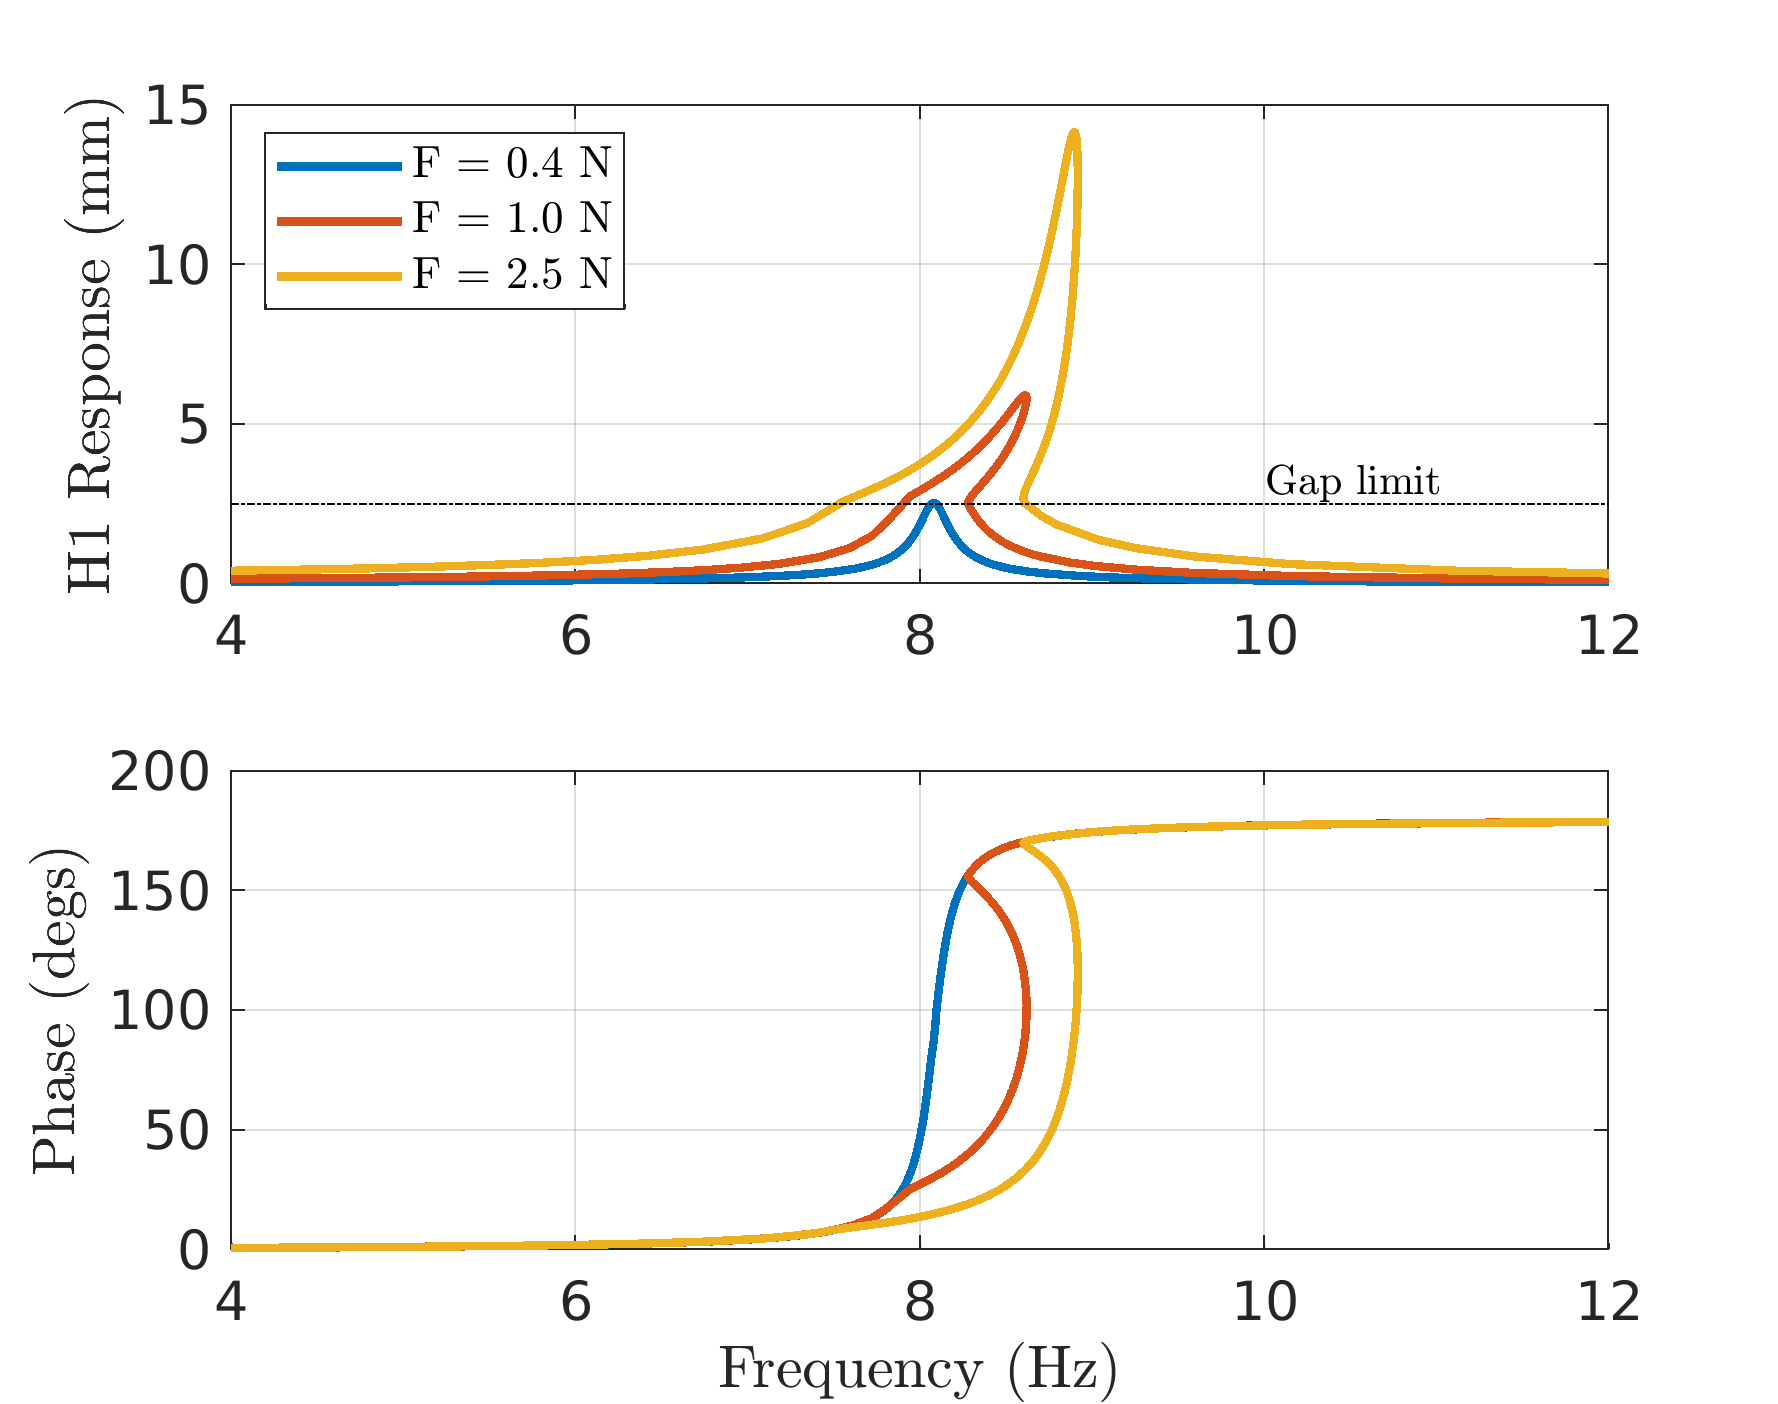 H1 Response (mm)
15
10
5
0
F = 0.4 N
F = 1.0 N
F = 2.5 N
Gap limit
4 6 8 10 12
Phase (degs)
200
150
100
50
0
4 6 8 10 12
Frequency (Hz)